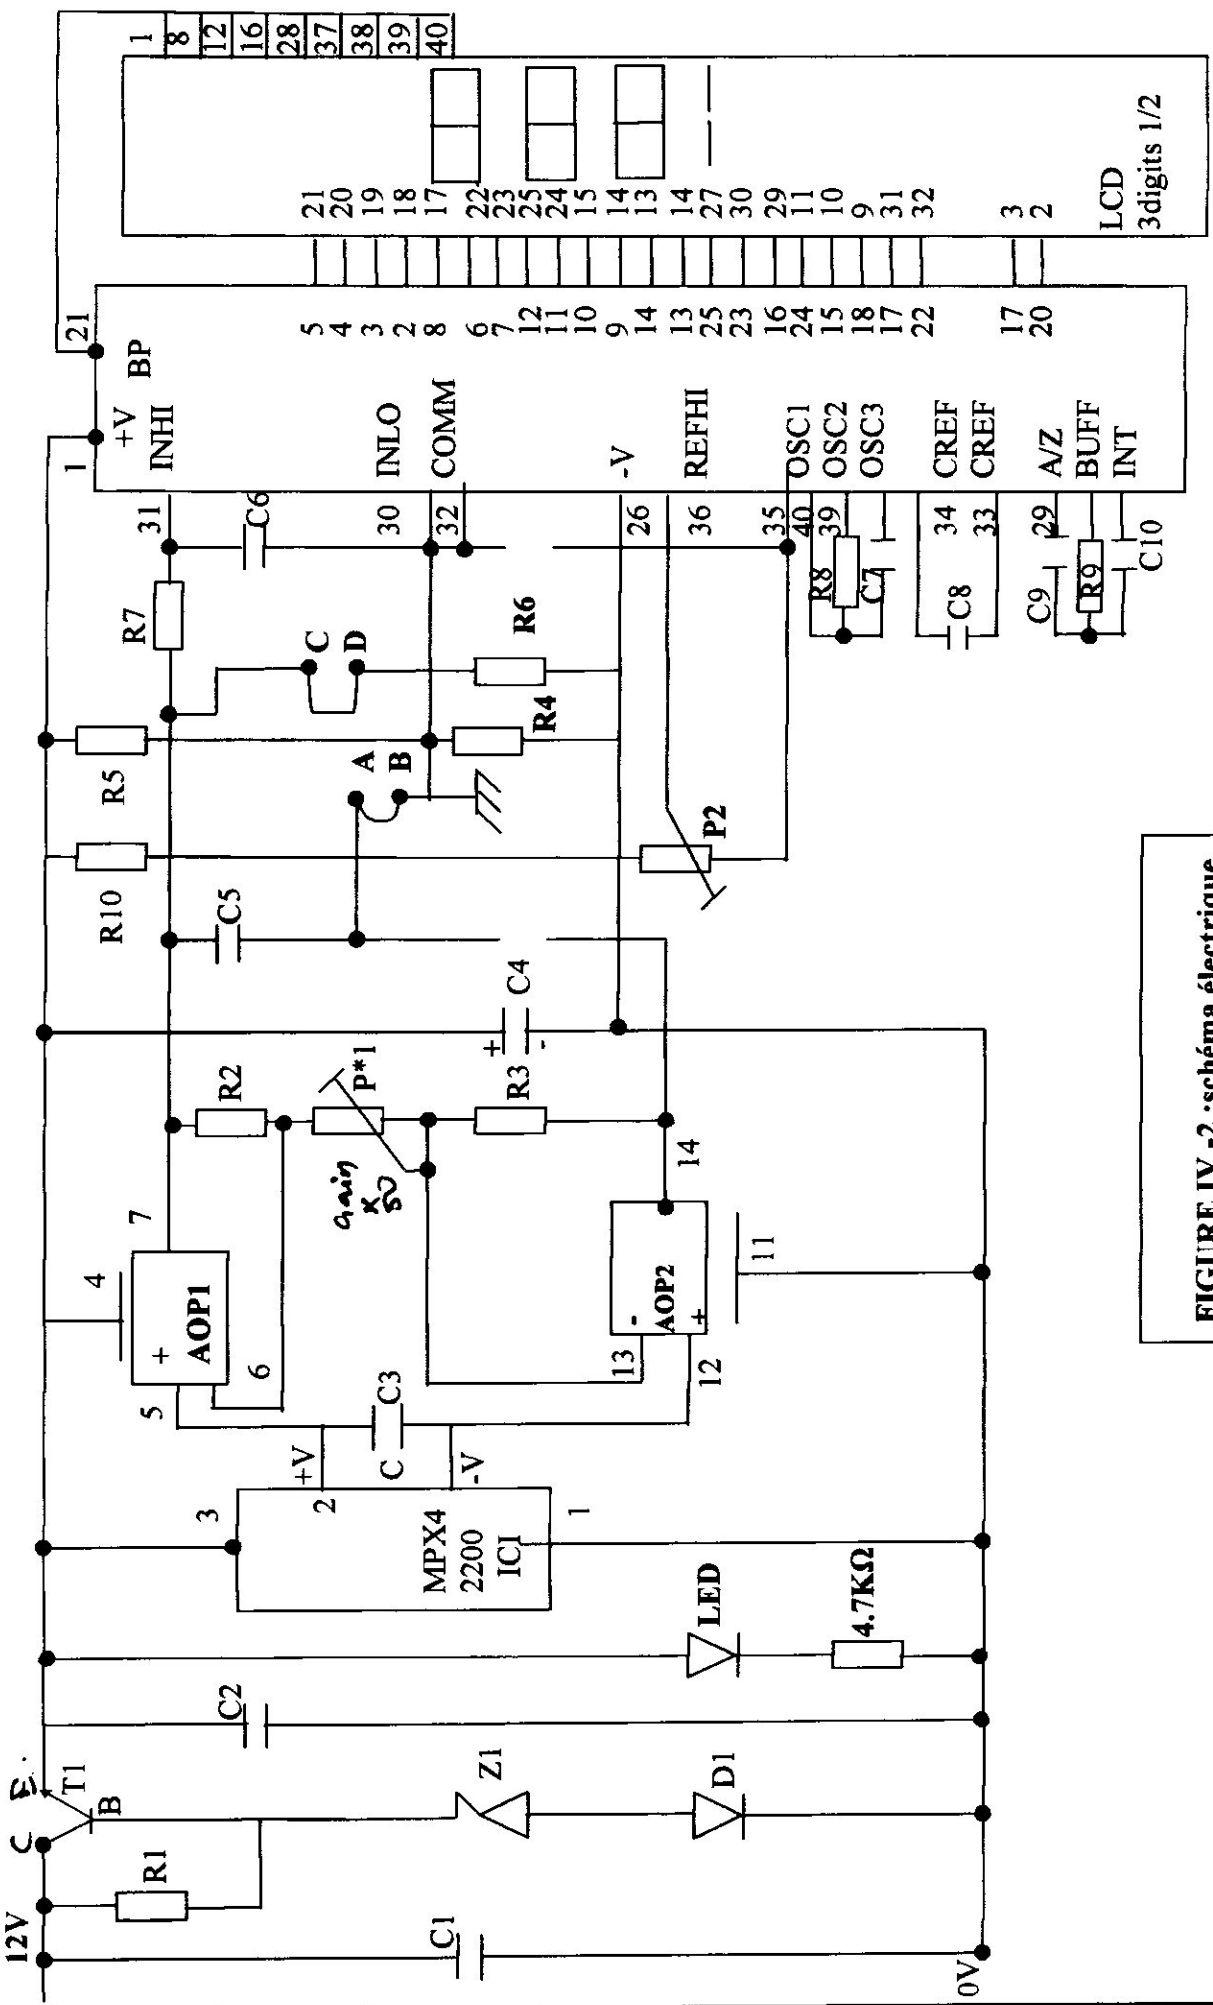 12V
C
E.
T1
B
R1
C1
0V
Z1
D1
C2
LED
4.7KΩ
3
MPX4
2200
IC1
1
2
+V
-V
C
C3
4
5
+
AOP1
6
7
13
12
-
AOP2
+
14
11
R2
P*1
gain
x
50
R3
+
C4
-
C5
R10
R5
A
B
P2
R4
C
D
R6
R7
C6
1
+V
21
BP
31
INHI
30
INLO
32
COMM
26
-V
36
REFHI
35
40
OSC1
39
OSC2
OSC3
R8
C7
34
CREF
33
CREF
C8
29
A/Z
BUFF
INT
C9
R9
C10
5
4
3
2
8
6
7
12
11
10
9
14
13
25
23
16
24
15
18
17
22
17
20
21
20
19
18
17
22
23
25
24
15
14
13
14
27
30
29
11
10
9
31
32
3
2
LCD
3digits 1/2
1
8
12
16
28
37
38
39
40
FIGURE IV -2 :schéma électrique